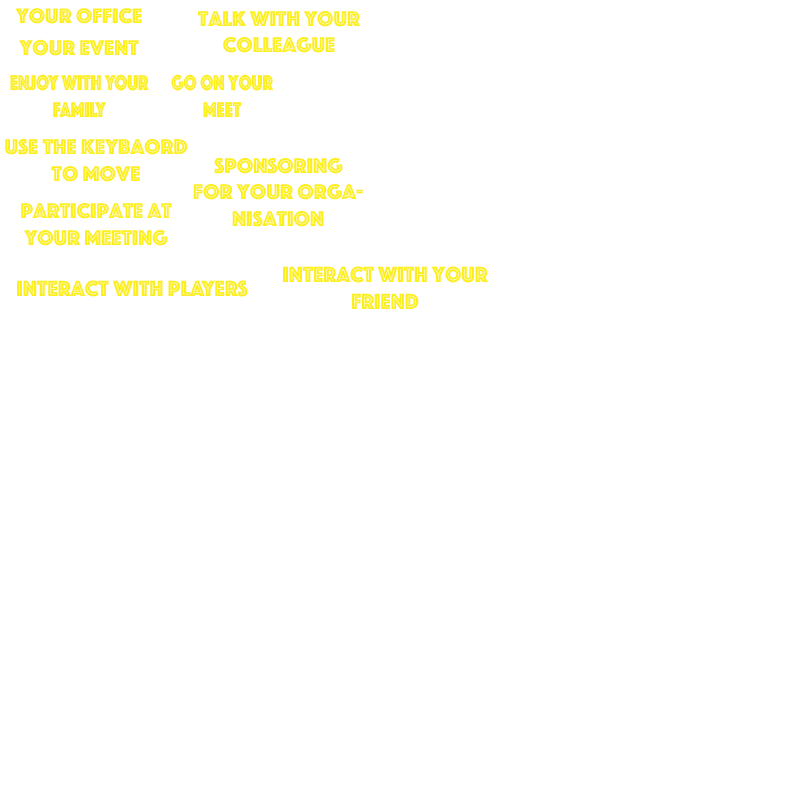 YOUR OFFICE
TALK WITH YOUR
COLLEAGUE
YOUR EVENT
ENJOY WITH YOUR
FAMILY
GO ON YOUR
MEET
USE THE KEYBAORD
TO MOVE
SPONSORING
FOR YOUR ORGA-
NISATION
PARTICIPATE AT
YOUR MEETING
INTERACT WITH PLAYERS
INTERACT WITH YOUR
FRIEND